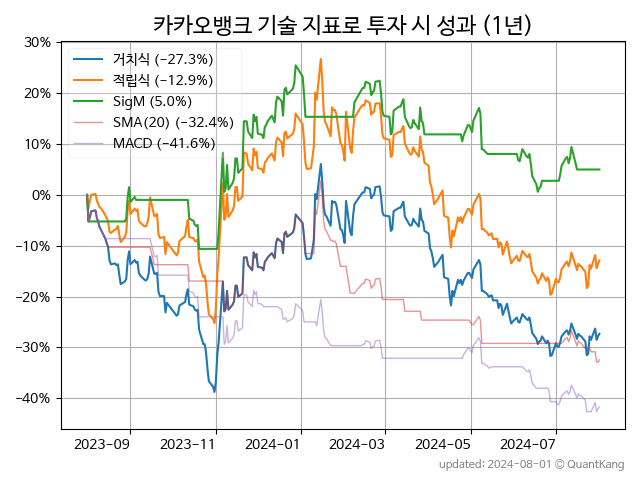 카카오뱅크 기술 지표로 투자 시 성과 (1년)
30%
20%
10%
0%
−10%
−20%
−30%
−40%
거치식 (−27.3%)
적립식 (−12.9%)
SigM (5.0%)
SMA(20) (−32.4%)
MACD (−41.6%)
2023-09
2023-11
2024-01
2024-03
2024-05
2024-07
updated: 2024-08-01 © QuantKang